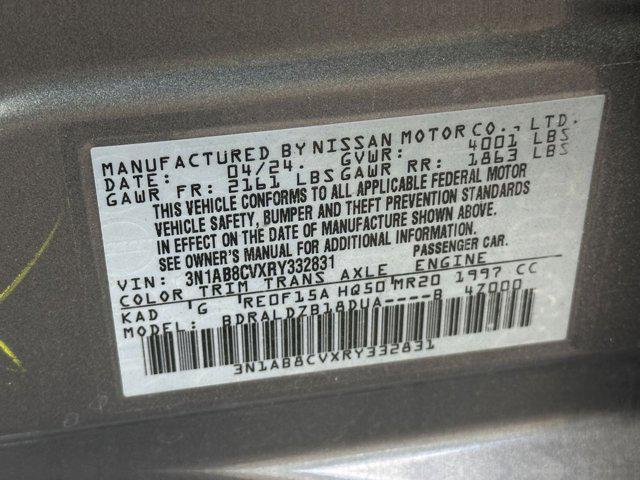 MANUFACTURED BY NISSAN MOTOR CO., LTD.
DATE: 04/24. GVWR: 4001 LBS
GAWR FR: 2161 LBS GAWR RR: 1863 LBS
THIS VEHICLE CONFORMS TO ALL APPLICABLE FEDERAL MOTOR
VEHICLE SAFETY, BUMPER AND THEFT PREVENTION STANDARDS
IN EFFECT ON THE DATE OF MANUFACTURE SHOWN ABOVE.
SEE OWNER'S MANUAL FOR ADDITIONAL INFORMATION.
VIN: 3N1AB8CVXRY332831 PASSENGER CAR.
COLOR TRIM TRANS AXLE ENGINE
KAD G RE0F15A HQ50 MR20 1997 CC
MODEL: BDRALDZB18DUA----B 47000
3N1AB8CVXRY332831